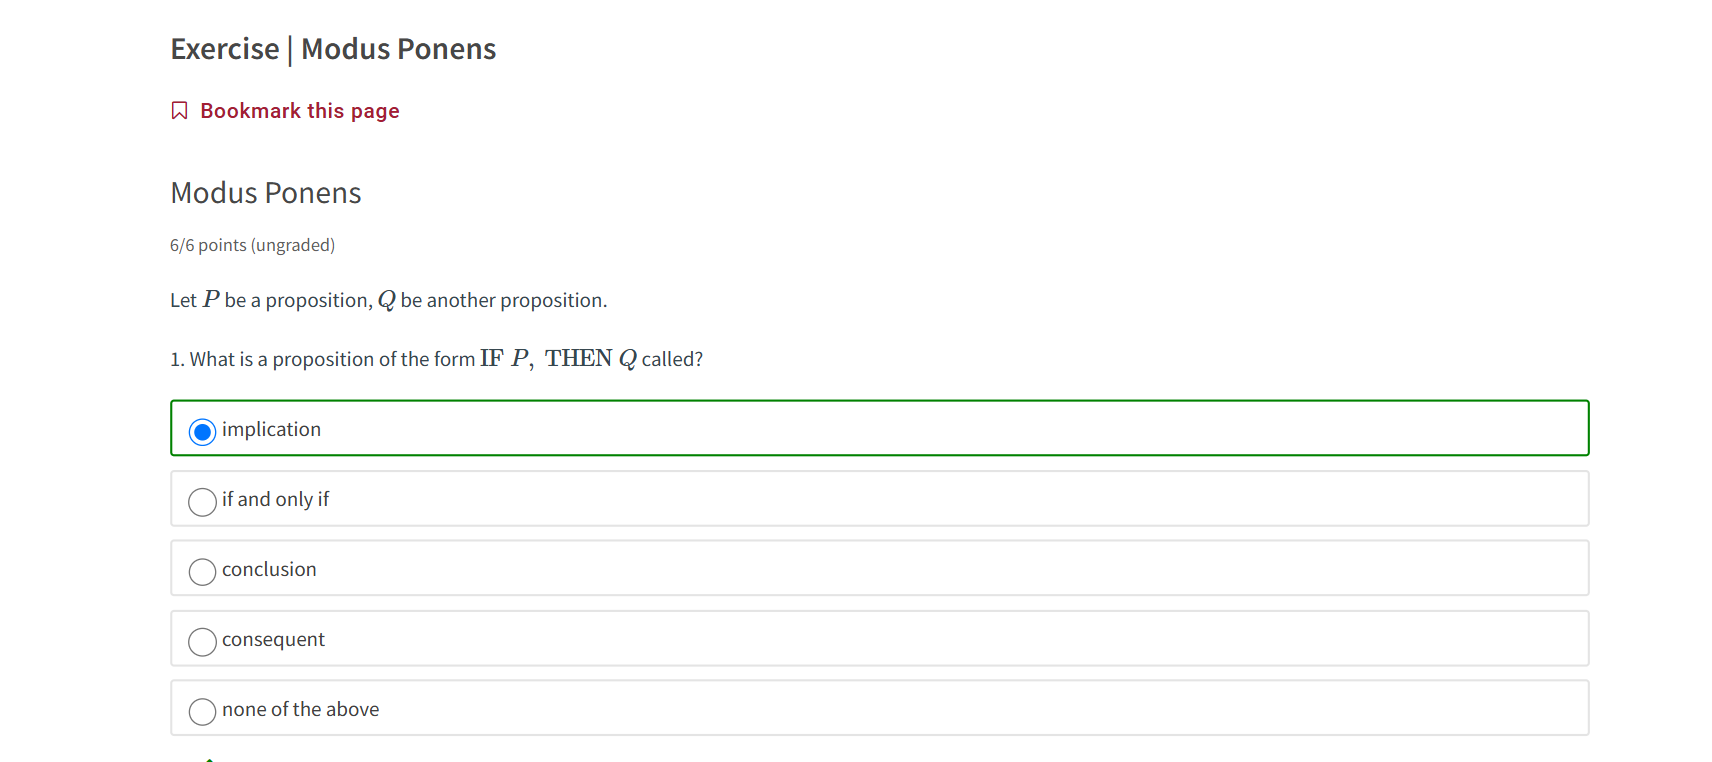 Exercise | Modus Ponens
Bookmark this page
Modus Ponens
6/6 points (ungraded)
Let P be a proposition, Q be another proposition.
1. What is a proposition of the form IF P, THEN Q called?
implication
if and only if
conclusion
consequent
none of the above